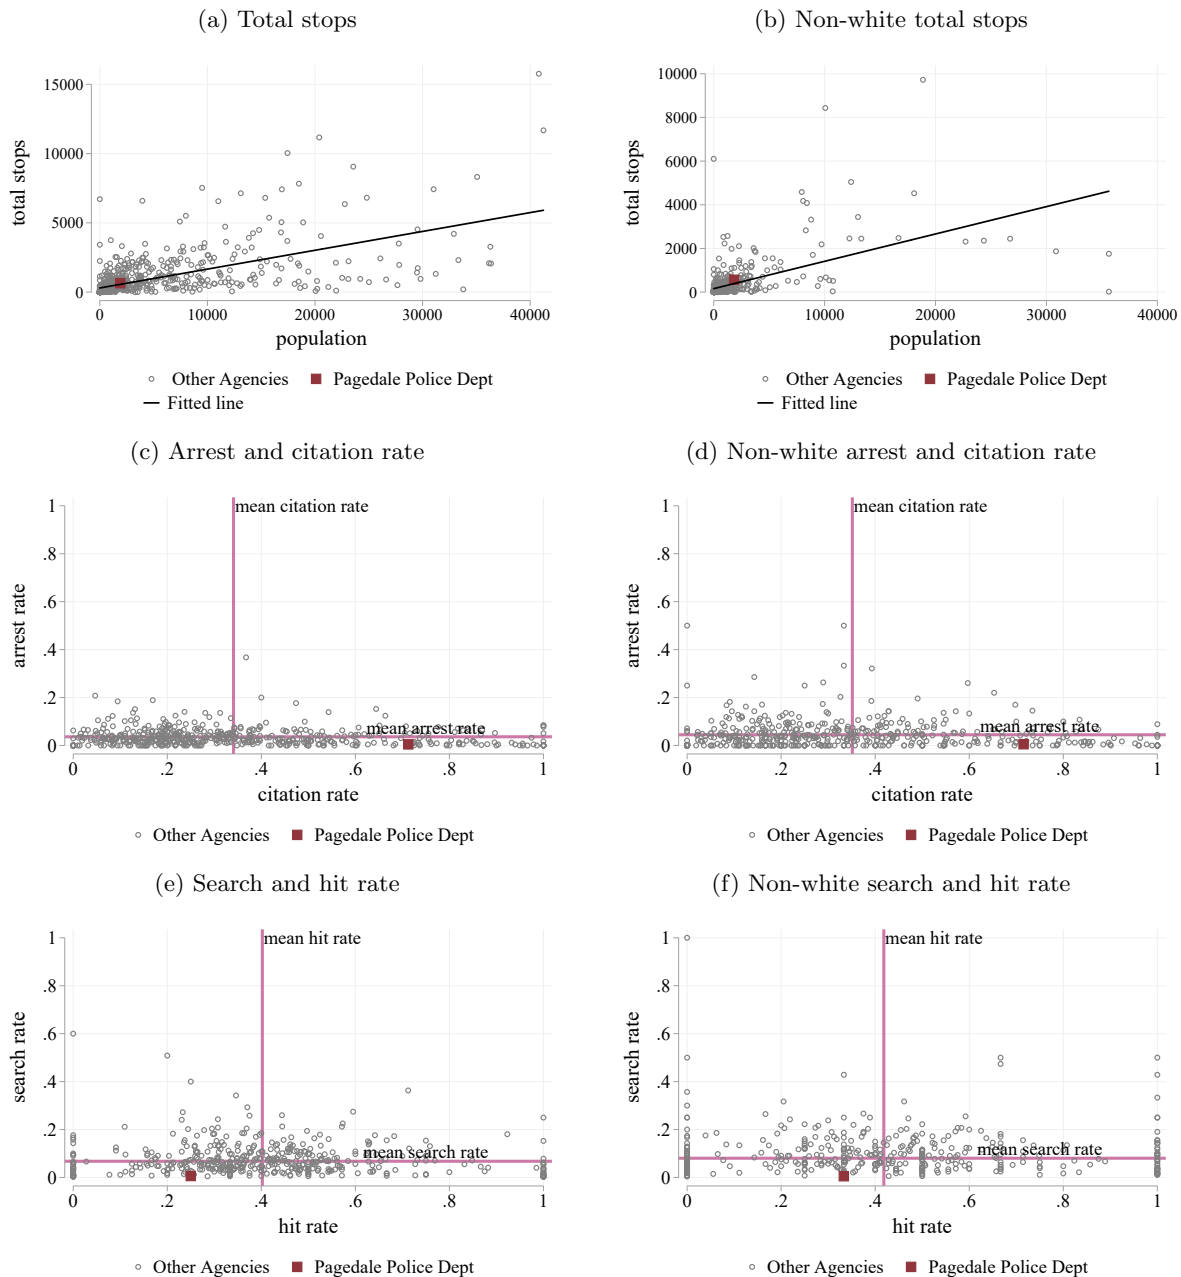 (a) Total stops
total stops
15000
10000
5000
0
0 10000 20000 30000 40000
population
Other Agencies Pagedale Police Dept
Fitted line
(b) Non-white total stops
total stops
10000
8000
6000
4000
2000
0
0 10000 20000 30000 40000
population
Other Agencies Pagedale Police Dept
Fitted line
(c) Arrest and citation rate
arrest rate
1
.8
.6
.4
.2
0
mean citation rate
mean arrest rate
0 .2 .4 .6 .8 1
citation rate
Other Agencies Pagedale Police Dept
(d) Non-white arrest and citation rate
arrest rate
1
.8
.6
.4
.2
0
mean citation rate
mean arrest rate
0 .2 .4 .6 .8 1
citation rate
Other Agencies Pagedale Police Dept
(e) Search and hit rate
search rate
1
.8
.6
.4
.2
0
mean hit rate
mean search rate
0 .2 .4 .6 .8 1
hit rate
Other Agencies Pagedale Police Dept
(f) Non-white search and hit rate
search rate
1
.8
.6
.4
.2
0
mean hit rate
mean search rate
0 .2 .4 .6 .8 1
hit rate
Other Agencies Pagedale Police Dept